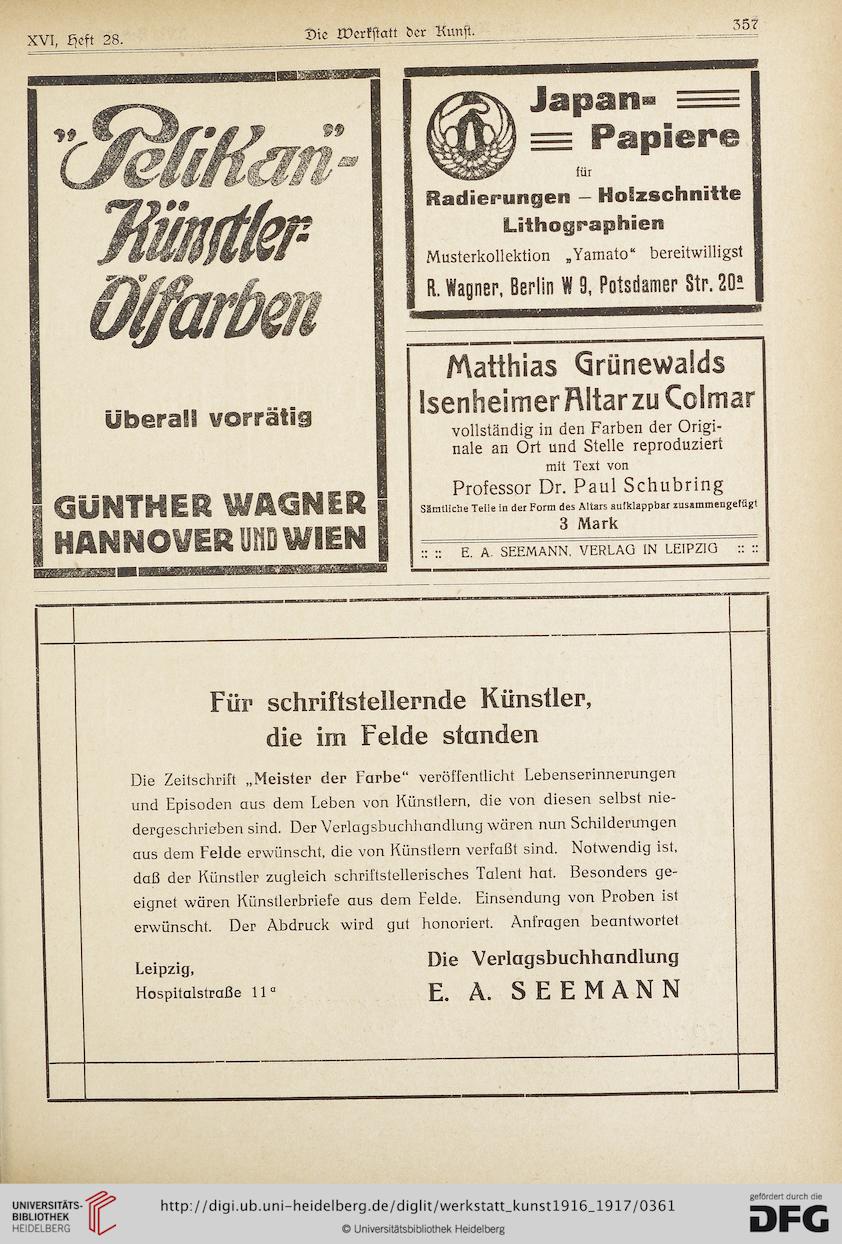 XVI, Heft 28.
Die Werkstatt der Kunst.
357
"Pelikan"-
Künstler-
Ölfarben
Überall vorrätig
GÜNTHER WAGNER
HANNOVER UND WIEN
Japan-
Papiere
für
Radierungen – Holzschnitte
Lithographien
Musterkollektion „Yamato“ bereitwilligst
R. Wagner, Berlin W 9, Potsdamer Str. 20a
Matthias Grünewalds
Isenheimer Altar zu Colmar
vollständig in den Farben der Origi-
nale an Ort und Stelle reproduziert
mit Text von
Professor Dr. Paul Schubring
Sämtliche Teile in der Form des Altars aufklappbar zusammengefügt
3 Mark
:: :: E. A. SEEMANN, VERLAG IN LEIPZIG :: ::
Für schriftstellernde Künstler,
die im Felde standen
Die Zeitschrift „Meister der Farbe“ veröffentlicht Lebenserinnerungen
und Episoden aus dem Leben von Künstlern, die von diesen selbst nie-
dergeschrieben sind. Der Verlagsbuchhandlung wären nun Schilderungen
aus dem Felde erwünscht, die von Künstlern verfaßt sind. Notwendig ist,
daß der Künstler zugleich schriftstellerisches Talent hat. Besonders ge-
eignet wären Künstlerbriefe aus dem Felde. Einsendung von Proben ist
erwünscht. Der Abdruck wird gut honoriert. Anfragen beantwortet
Leipzig,
Hospitalstraße 11a
Die Verlagsbuchhandlung
E. A. SEEMANN
UNIVERSITÄTS-
BIBLIOTHEK
HEIDELBERG
http://digi.ub.uni-heidelberg.de/diglit/werkstatt_kunst1916_1917/0361
© Universitätsbibliothek Heidelberg
gefördert durch die
DFG